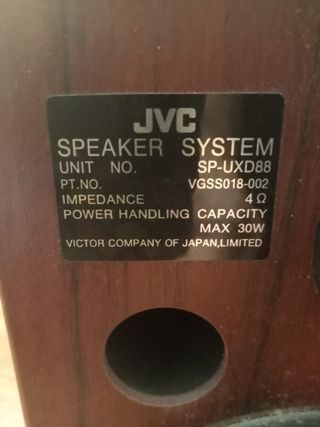 JVC
SPEAKER SYSTEM
UNIT NO. SP-UXD88
PT.NO. VGSS018-002
IMPEDANCE 4 Ω
POWER HANDLING CAPACITY
MAX 30W
VICTOR COMPANY OF JAPAN,LIMITED